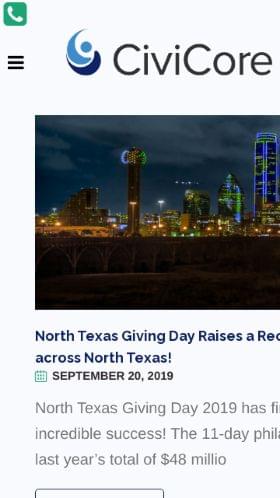 CiviCore
North Texas Giving Day Raises a Rec
across North Texas!
SEPTEMBER 20, 2019
North Texas Giving Day 2019 has fi
incredible success! The 11-day phila
last year's total of $48 millio